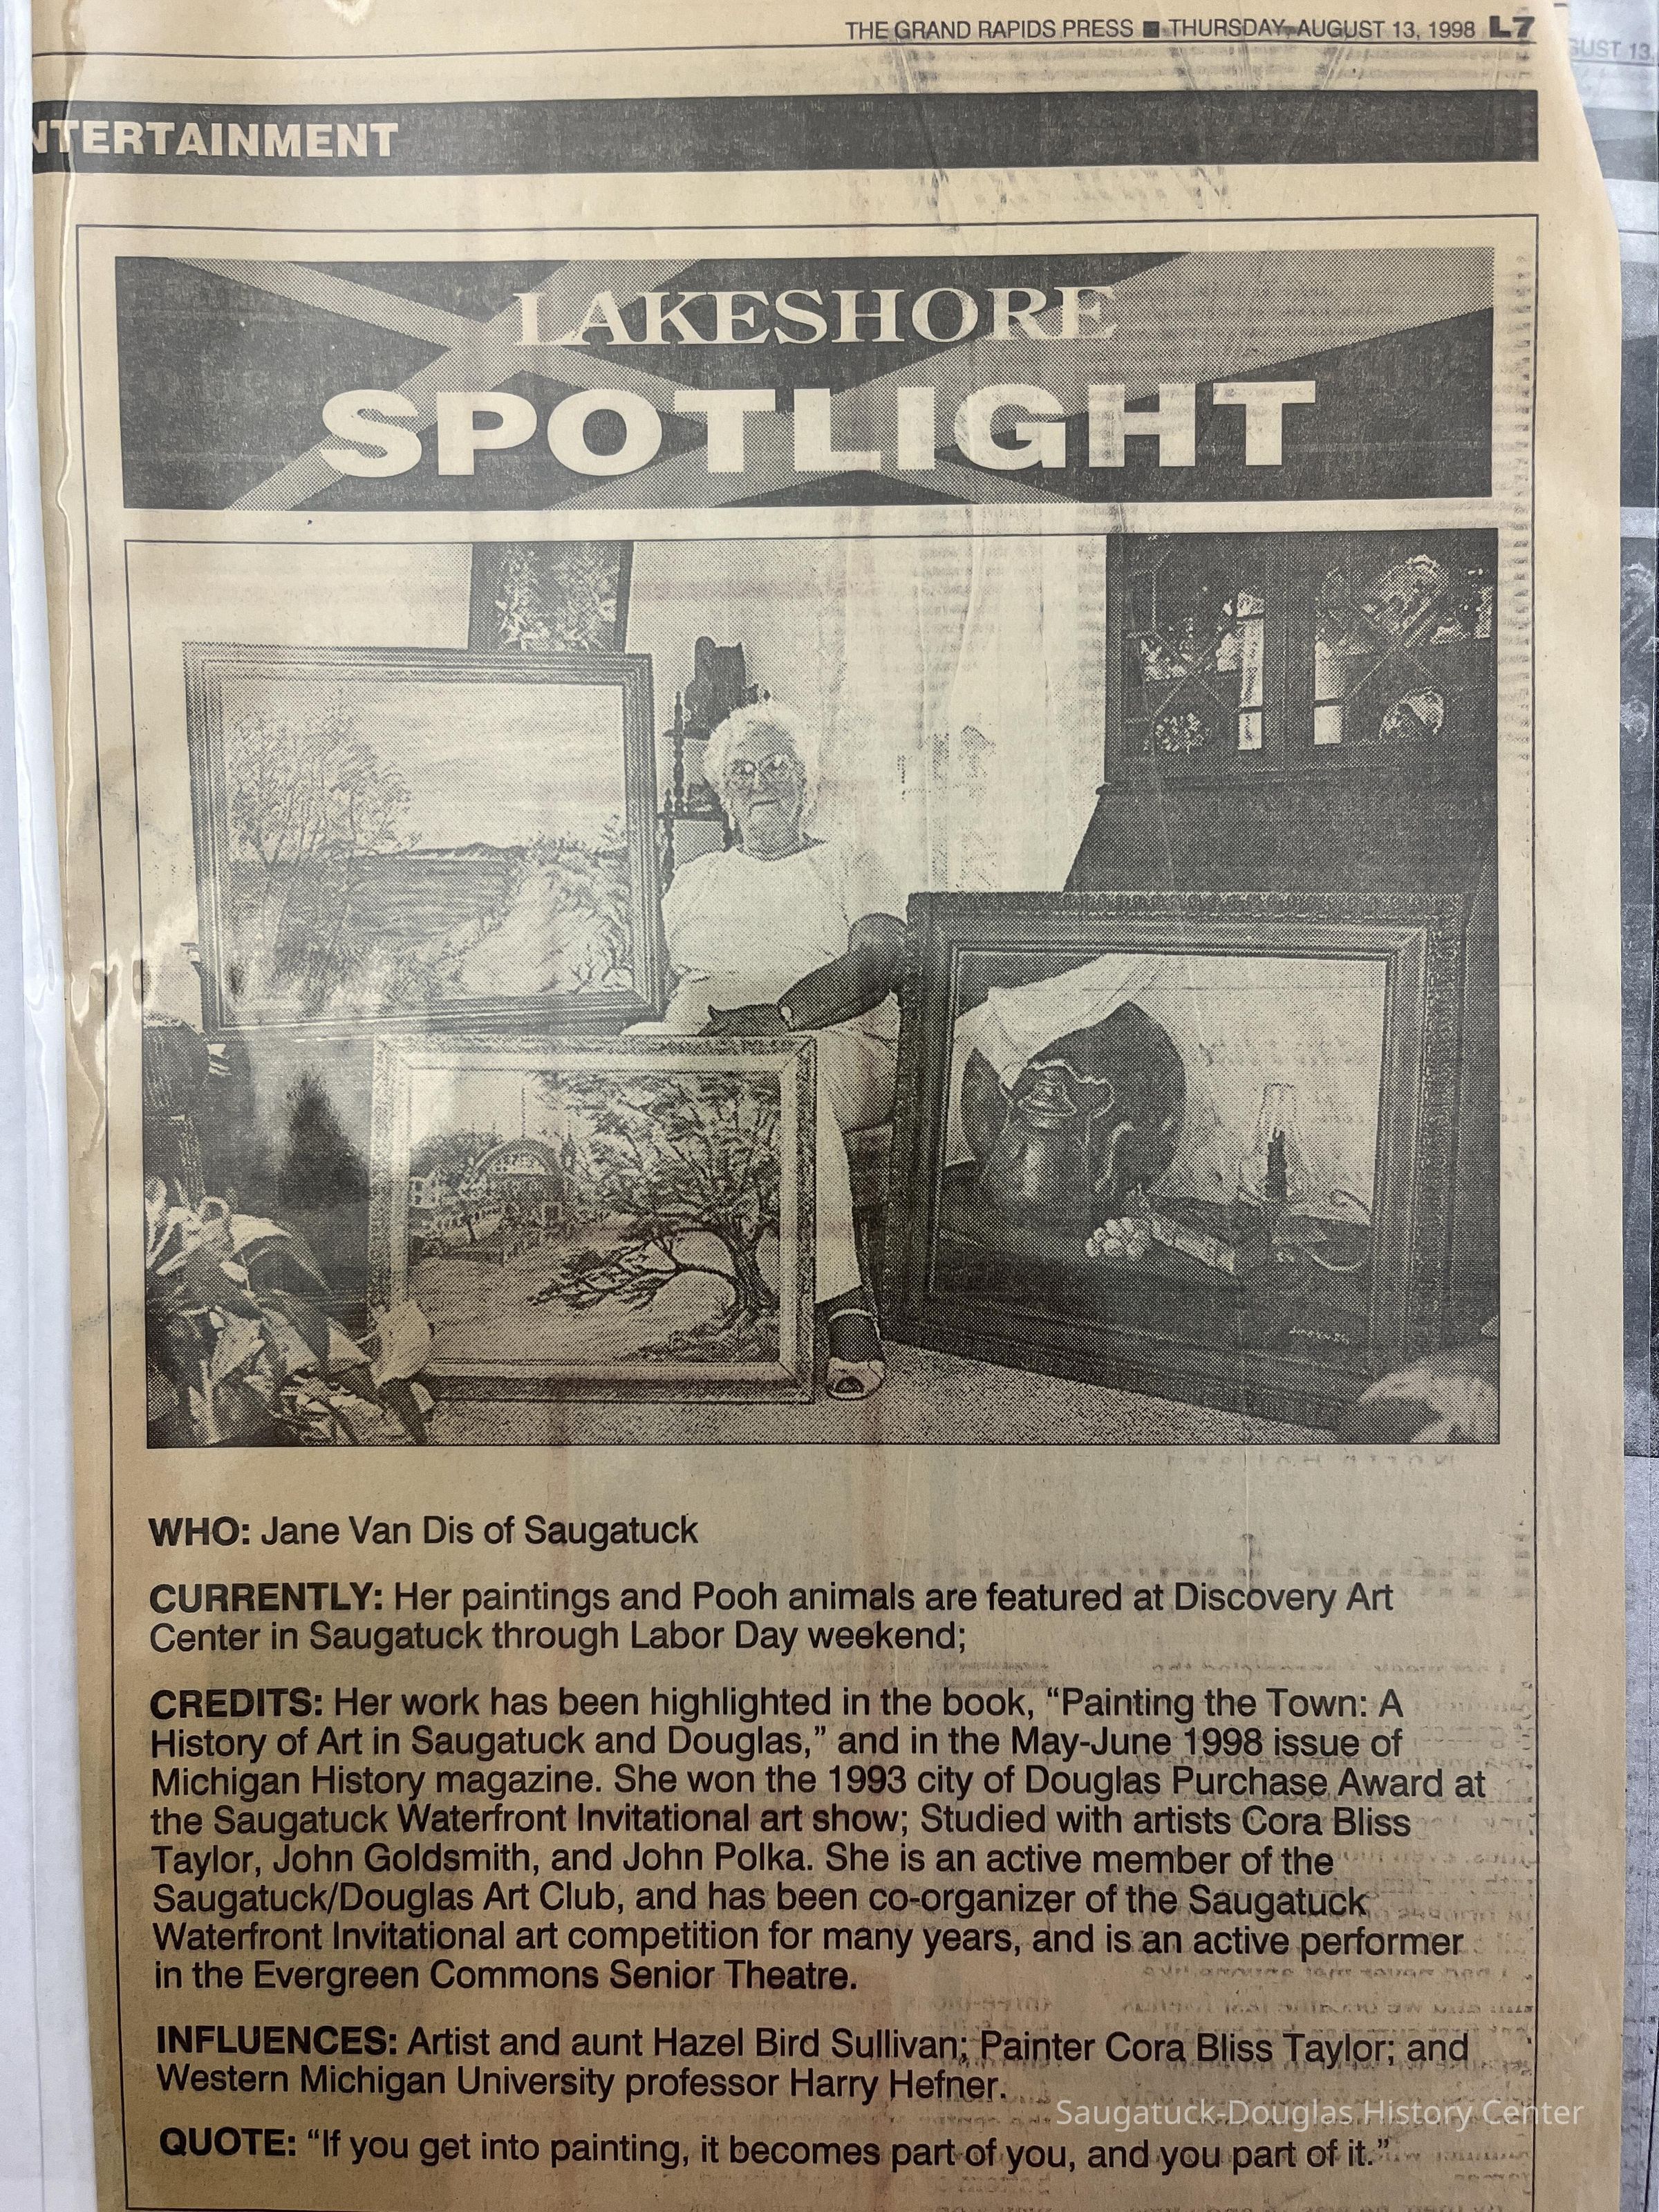 THE GRAND RAPIDS PRESS ■ THURSDAY, AUGUST 13, 1998 L7
NTERTAINMENT
LAKESHORE
SPOTLIGHT
WHO: Jane Van Dis of Saugatuck
CURRENTLY: Her paintings and Pooh animals are featured at Discovery Art
Center in Saugatuck through Labor Day weekend;
CREDITS: Her work has been highlighted in the book, “Painting the Town: A
History of Art in Saugatuck and Douglas,” and in the May-June 1998 issue of
Michigan History magazine. She won the 1993 city of Douglas Purchase Award at
the Saugatuck Waterfront Invitational art show; Studied with artists Cora Bliss
Taylor, John Goldsmith, and John Polka. She is an active member of the
Saugatuck/Douglas Art Club, and has been co-organizer of the Saugatuck
Waterfront Invitational art competition for many years, and is an active performer
in the Evergreen Commons Senior Theatre.
INFLUENCES: Artist and aunt Hazel Bird Sullivan; Painter Cora Bliss Taylor; and
Western Michigan University professor Harry Hefner.
QUOTE: “If you get into painting, it becomes part of you, and you part of it.”
Saugatuck-Douglas History Center